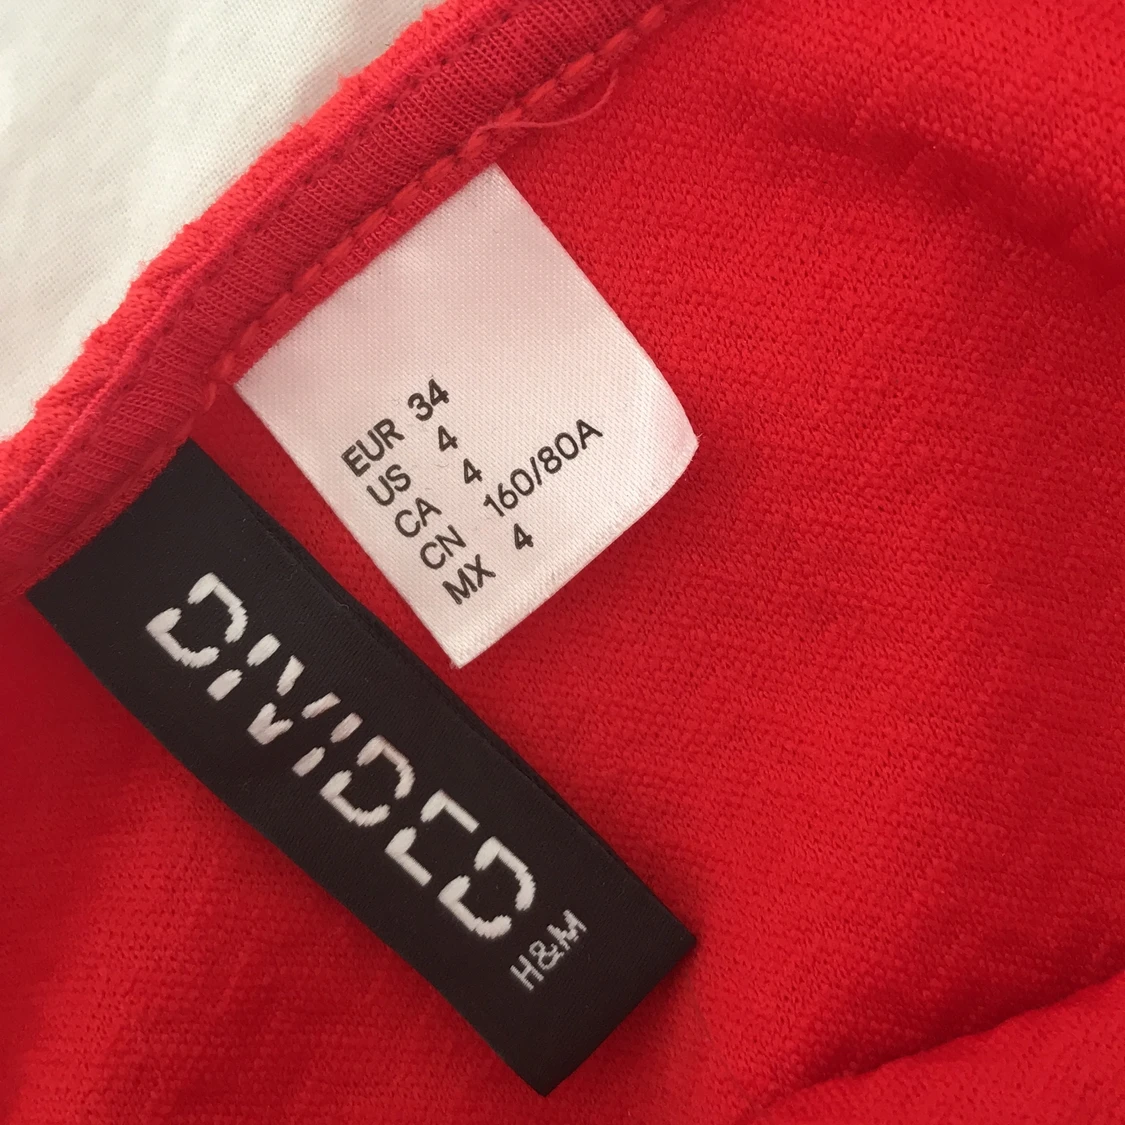 EUR 34
US 4
CA 4
CN 160/80A
MX 4
DIVIDED
H&M